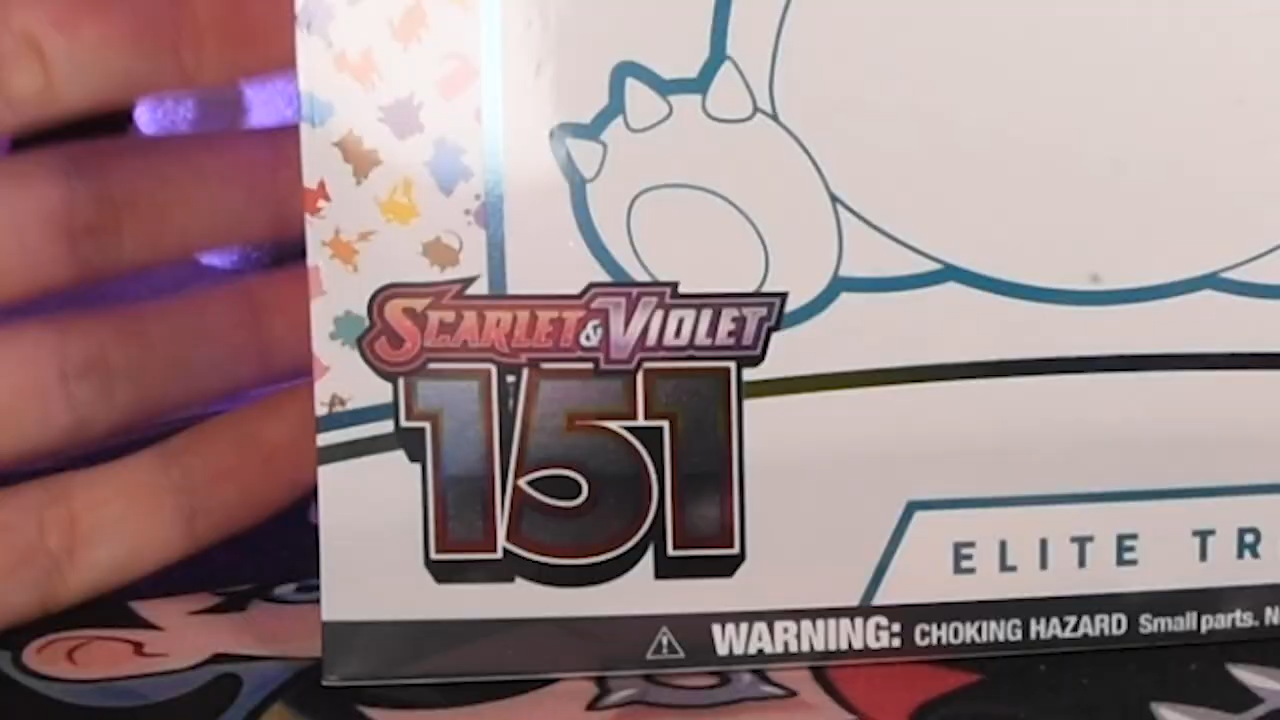 SCARLET & VIOLET
151
ELITE TR
WARNING: CHOKING HAZARD Small parts. N